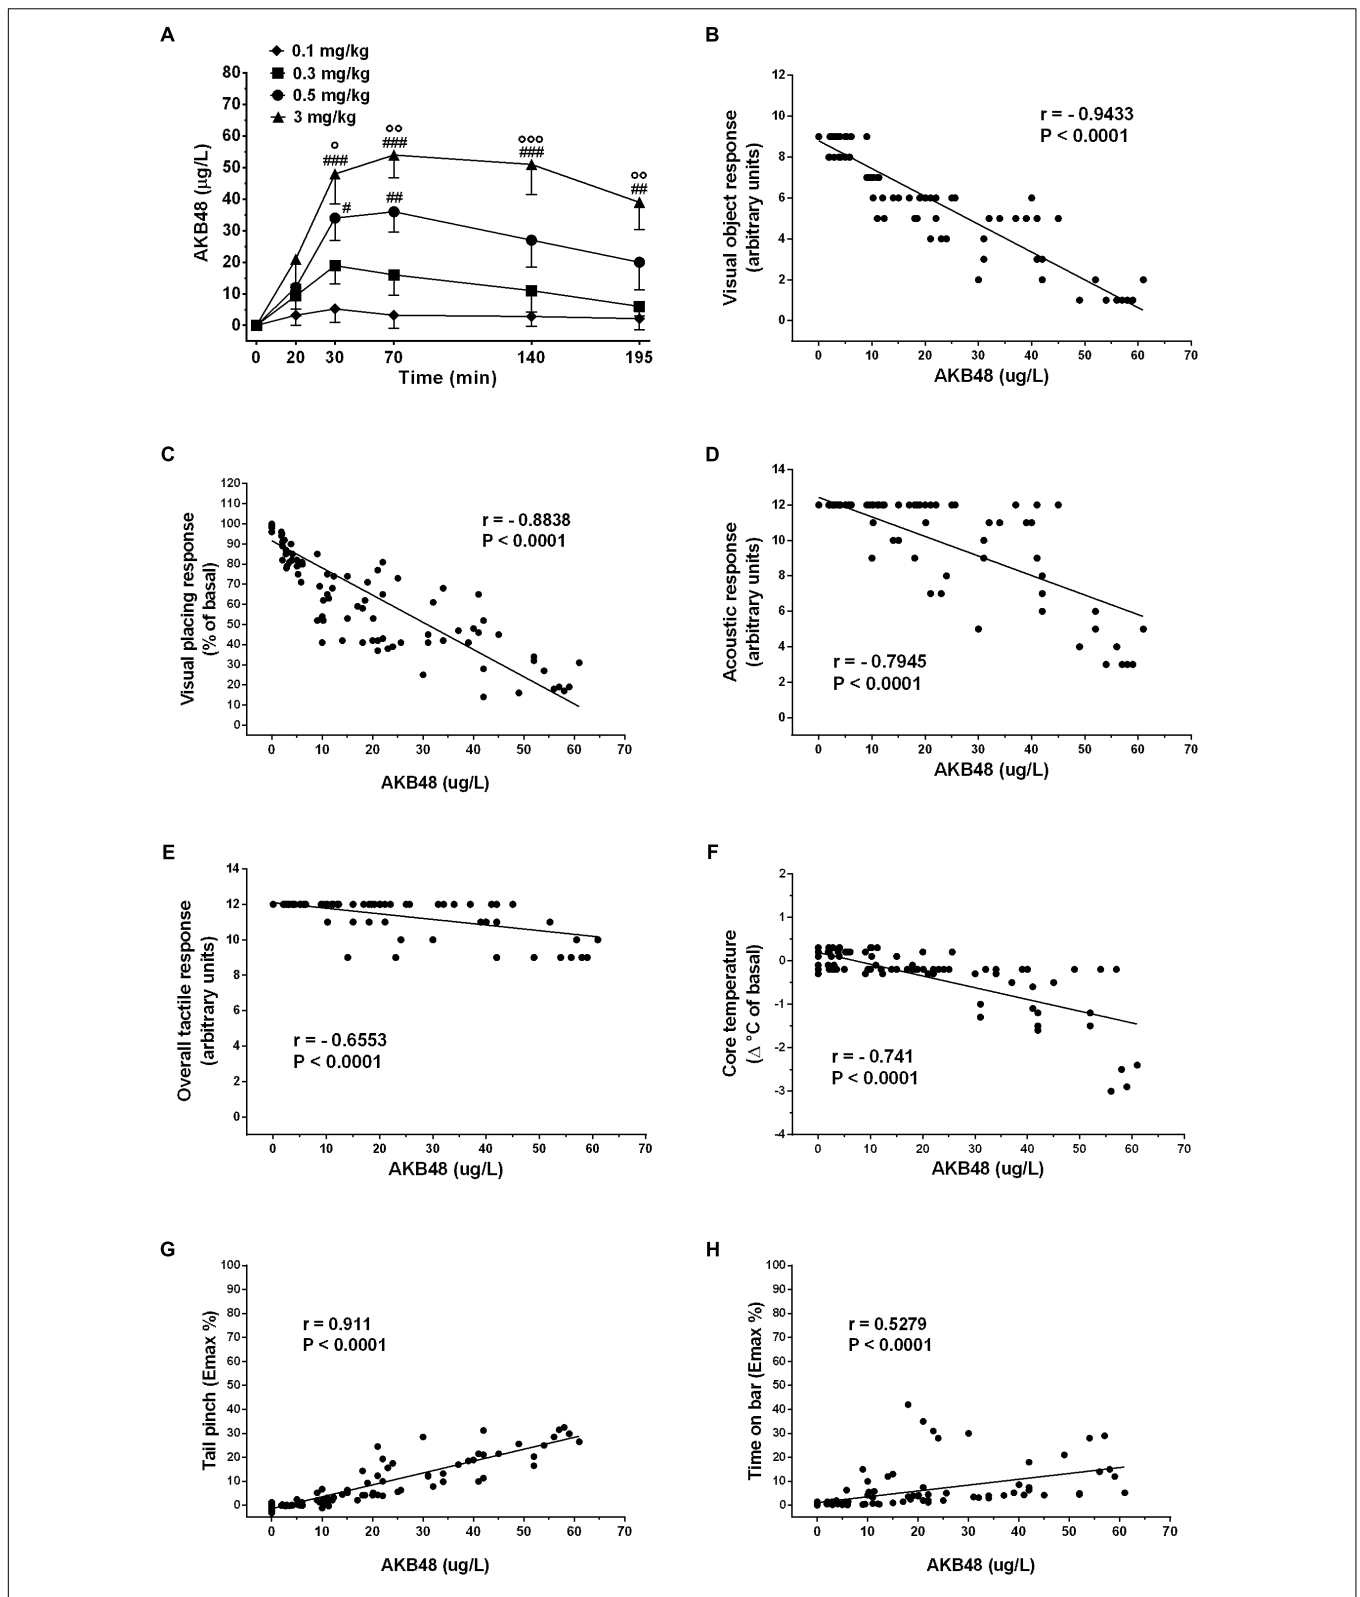 A
0.1 mg/kg
0.3 mg/kg
0.5 mg/kg
3 mg/kg
AKB48 (µg/L)
80
70
60
50
40
30
20
10
0
°
###
°°
###
°°°
###
°°
##
#
##
0 20 30 70 140 195
Time (min)
B
Visual object response
(arbitrary units)
12
10
8
6
4
2
0
r = - 0.9433
P < 0.0001
0 10 20 30 40 50 60 70
AKB48 (ug/L)
C
Visual placing response
(% of basal)
120
110
100
90
80
70
60
50
40
30
20
10
0
r = - 0.8838
P < 0.0001
0 10 20 30 40 50 60 70
AKB48 (ug/L)
D
Acoustic response
(arbitrary units)
14
12
10
8
6
4
2
0
r = - 0.7945
P < 0.0001
0 10 20 30 40 50 60 70
AKB48 (ug/L)
E
Overall tactile response
(arbitrary units)
14
12
10
8
6
4
2
0
r = - 0.6553
P < 0.0001
0 10 20 30 40 50 60 70
AKB48 (ug/L)
F
Core temperature
(Δ °C of basal)
2
1
0
-1
-2
-3
-4
r = - 0.741
P < 0.0001
0 10 20 30 40 50 60 70
AKB48 (ug/L)
G
Tail pinch (Emax %)
100
90
80
70
60
50
40
30
20
10
0
r = 0.911
P < 0.0001
0 10 20 30 40 50 60 70
AKB48 (ug/L)
H
Time on bar (Emax %)
100
90
80
70
60
50
40
30
20
10
0
r = 0.5279
P < 0.0001
0 10 20 30 40 50 60 70
AKB48 (ug/L)